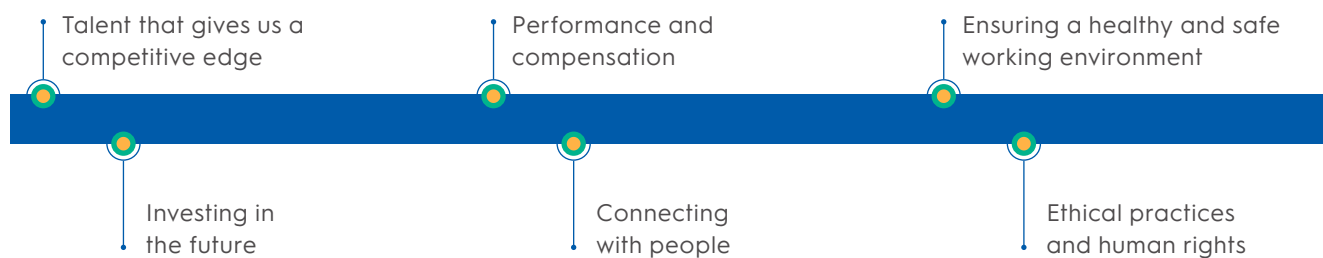 Talent that gives us a
competitive edge
Performance and
compensation
Ensuring a healthy and safe
working environment
Investing in
the future
Connecting
with people
Ethical practices
and human rights